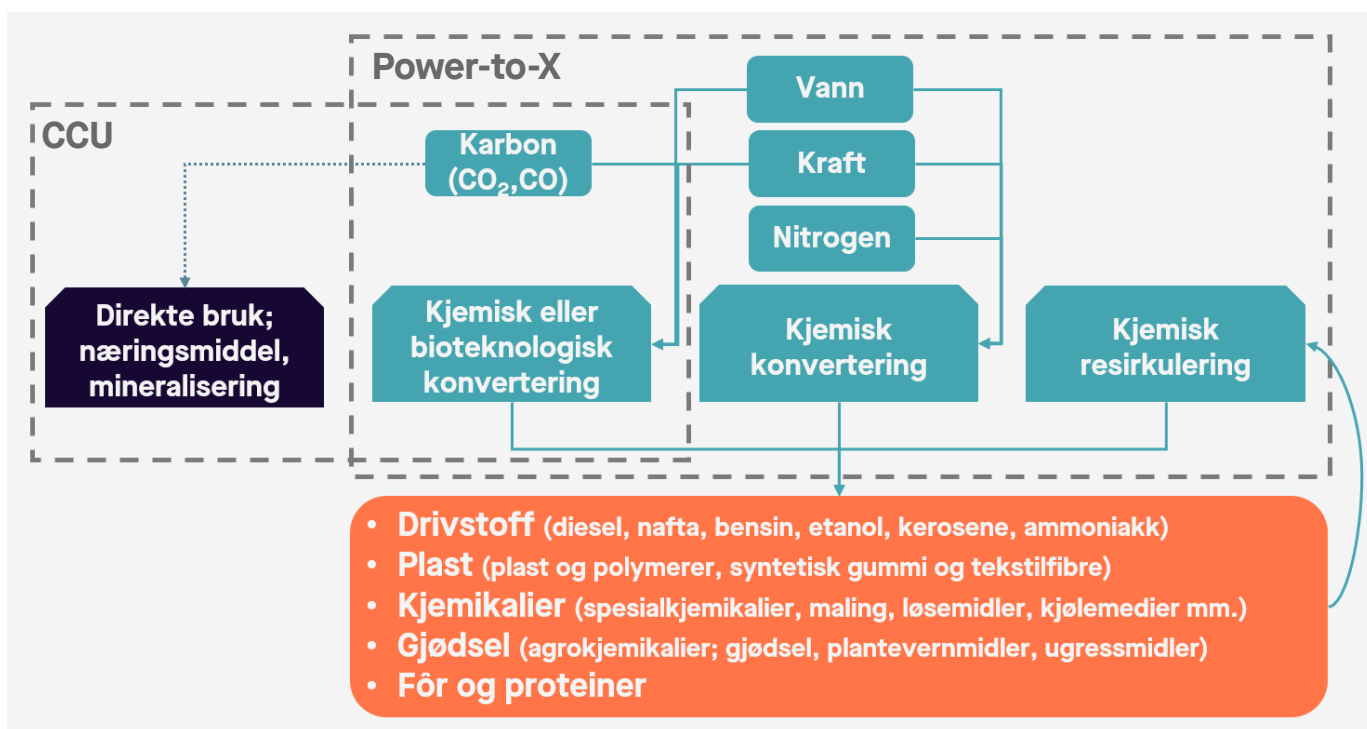 Power-to-X
CCU
Vann
Karbon
(CO₂,CO)
Kraft
Nitrogen
Direkte bruk;
næringsmiddel,
mineralisering
Kjemisk eller
bioteknologisk
konvertering
Kjemisk
konvertering
Kjemisk
resirkulering
• Drivstoff (diesel, nafta, bensin, etanol, kerosene, ammoniakk)
• Plast (plast og polymerer, syntetisk gummi og tekstilfibre)
• Kjemikalier (spesialkjemikalier, maling, løsemidler, kjølemedier mm.)
• Gjødsel (agrokjemikalier; gjødsel, plantevernmidler, ugressmidler)
• Fôr og proteiner